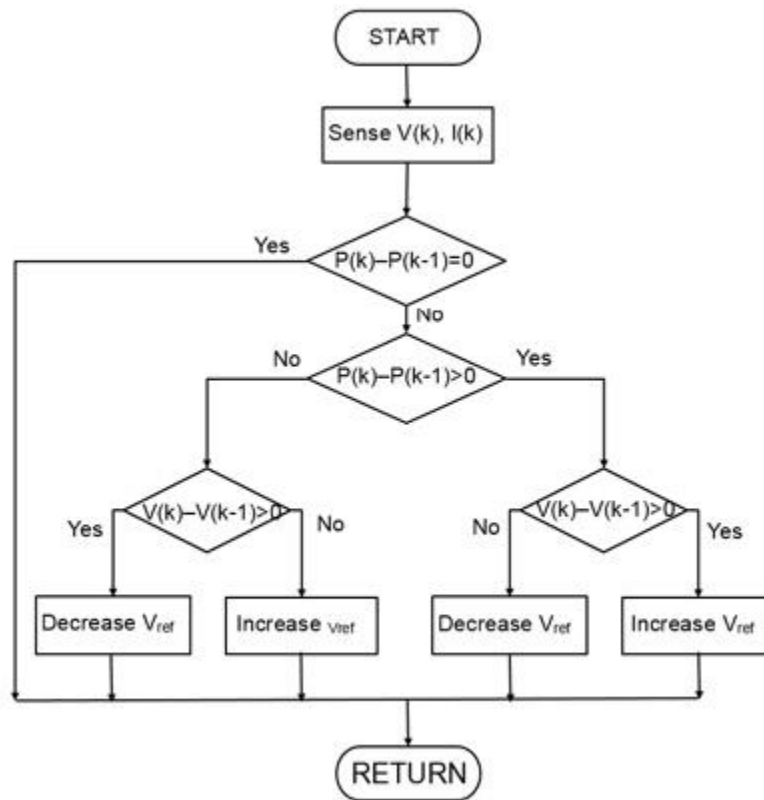 START
Sense V(k), I(k)
Yes
P(k)–P(k-1)=0
No
No
Yes
P(k)–P(k-1)>0
V(k)–V(k-1)>0
V(k)–V(k-1)>0
Yes
No
No
Yes
Decrease Vref
Increase Vref
Decrease Vref
Increase Vref
RETURN